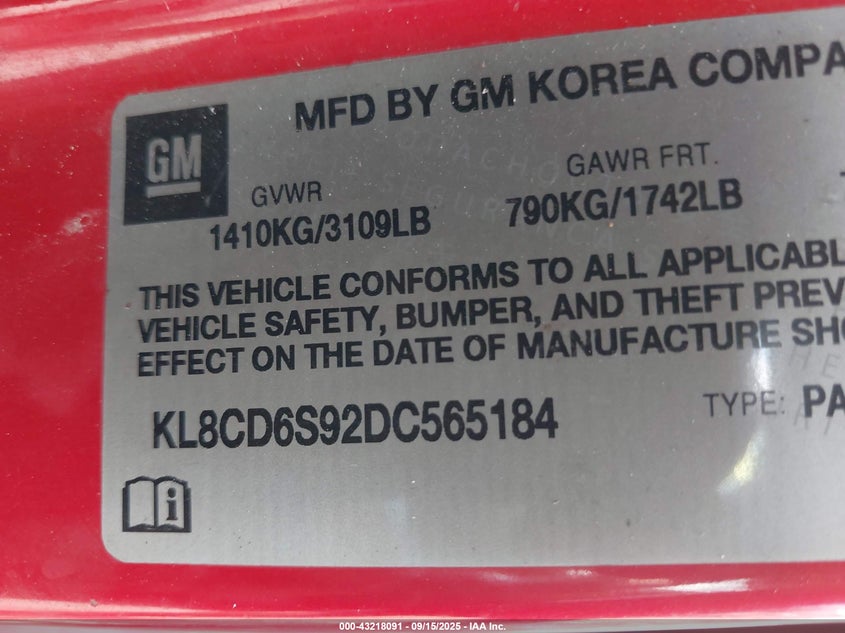 MFD BY GM KOREA COMPA
GM
GVWR
GAWR FRT.
1410KG/3109LB
790KG/1742LB
THIS VEHICLE CONFORMS TO ALL APPLICABL
VEHICLE SAFETY, BUMPER, AND THEFT PREV
EFFECT ON THE DATE OF MANUFACTURE SHO
KL8CD6S92DC565184
TYPE: PA
i
000-43218091 - 09/15/2025 - IAA Inc.